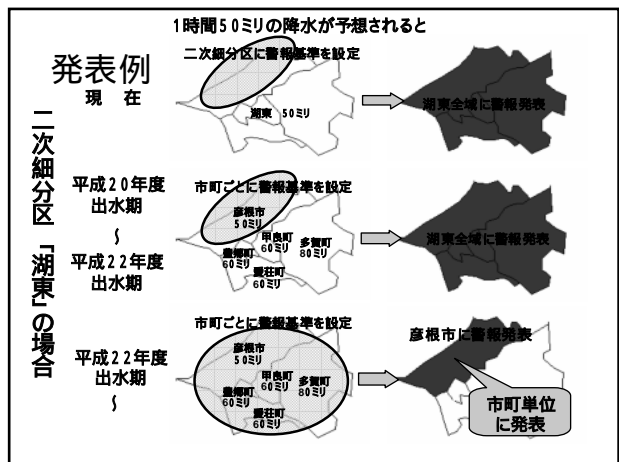 1時間50ミリの降水が予想されると
二次細分区に警報基準を設定
発表例
現 在
湖東 50ミリ
湖東全域に警報発表
二次細分区「湖東」の場合
平成20年度
出水期
~
平成22年度
出水期
市町ごとに警報基準を設定
彦根市
50ミリ
甲良町
60ミリ
多賀町
80ミリ
豊郷町
60ミリ
愛荘町
60ミリ
湖東全域に警報発表
平成22年度
出水期
~
市町ごとに警報基準を設定
彦根市
50ミリ
甲良町
60ミリ
多賀町
80ミリ
豊郷町
60ミリ
愛荘町
60ミリ
彦根市に警報発表
市町単位
に発表